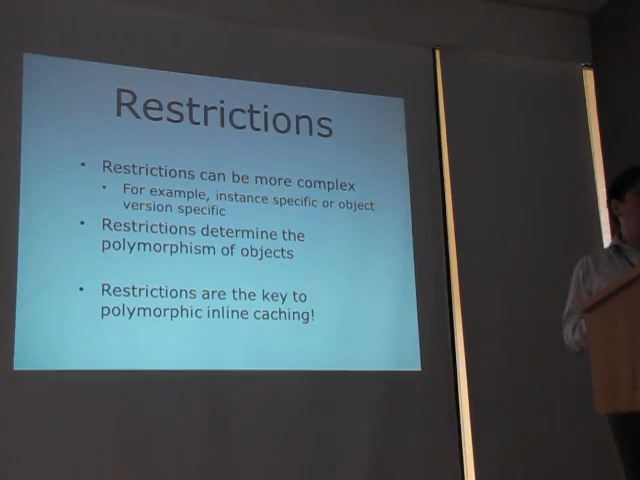 Restrictions
• Restrictions can be more complex
• For example, instance specific or object
version specific
• Restrictions determine the
polymorphism of objects
• Restrictions are the key to
polymorphic inline caching!